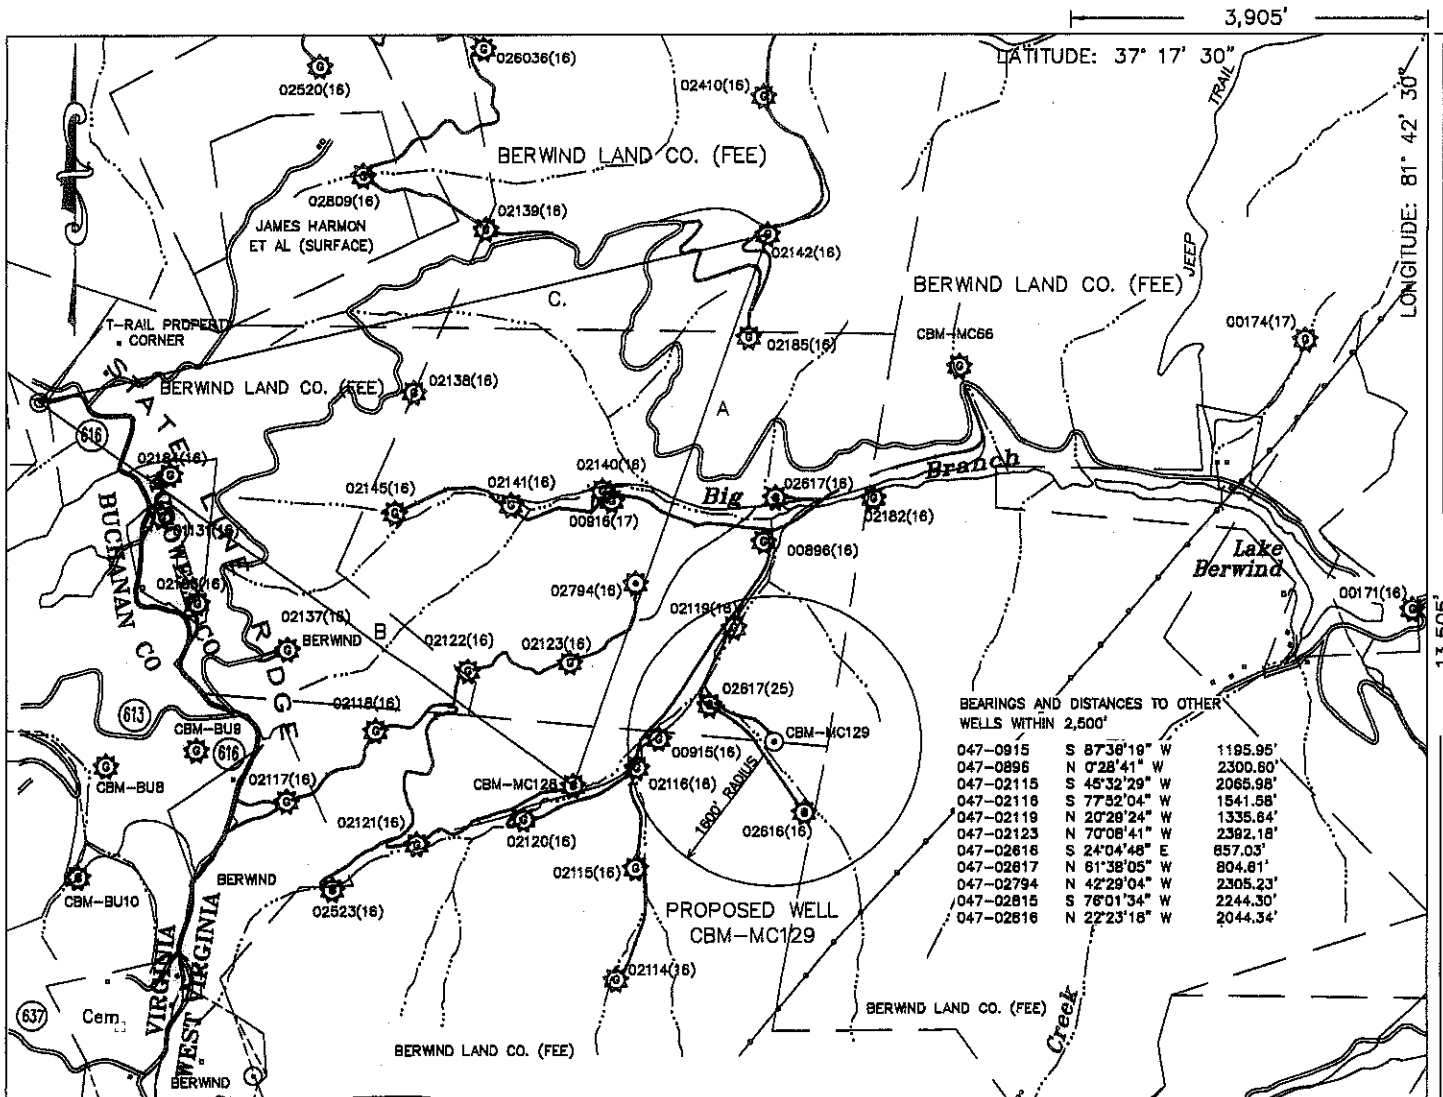 3,905'
LATITUDE: 37° 17' 30"
LONGITUDE: 81° 42' 30"
026036(16)
02520(16)
02410(16)
TRAIL
JEEP
BERWIND LAND CO. (FEE)
02809(16)
02139(16)
JAMES HARMON
ET AL (SURFACE)
02142(16)
BERWIND LAND CO. (FEE)
C.
T-RAIL PROPERTY
CORNER
02185(16)
CBM-MC66
00174(17)
BERWIND LAND CO. (FEE)
02138(16)
A
STATE LINE RIDGE
616
02184(16)
02145(16)
02141(16)
02140(16)
00916(17)
Big Branch
02617(16)
02182(16)
01131(16)
BUCHANAN CO
00896(16)
Lake
Berwind
02794(16)
02119(16)
00171(16)
13,505'
02137(16)
BERWIND
B
02122(16)
02123(16)
02617(25)
613
02118(16)
CBM-BU9
616
00915(16)
CBM-MC129
CBM-BU8
02117(16)
CBM-MC128
02116(16)
1600' RADIUS
02616(16)
02121(16)
02120(16)
02115(16)
BERWIND
CBM-BU10
02523(16)
PROPOSED WELL
CBM-MC129
02114(16)
BEARINGS AND DISTANCES TO OTHER
WELLS WITHIN 2,500'
047-0915 S 87°36'19" W 1195.95'
047-0896 N 0°28'41" W 2300.60'
047-02115 S 45°32'29" W 2065.98'
047-02116 S 77°52'04" W 1541.58'
047-02119 N 20°29'24" W 1335.64'
047-02123 N 70°08'41" W 2392.18'
047-02616 S 24°04'46" E 857.03'
047-02617 N 61°38'05" W 804.61'
047-02794 N 42°29'04" W 2305.23'
047-02815 S 76°01'34" W 2244.30'
047-02816 N 22°23'18" W 2044.34'
VIRGINIA
WEST VIRGINIA
637
Cem.
BERWIND
BERWIND LAND CO. (FEE)
BERWIND LAND CO. (FEE)
Creek